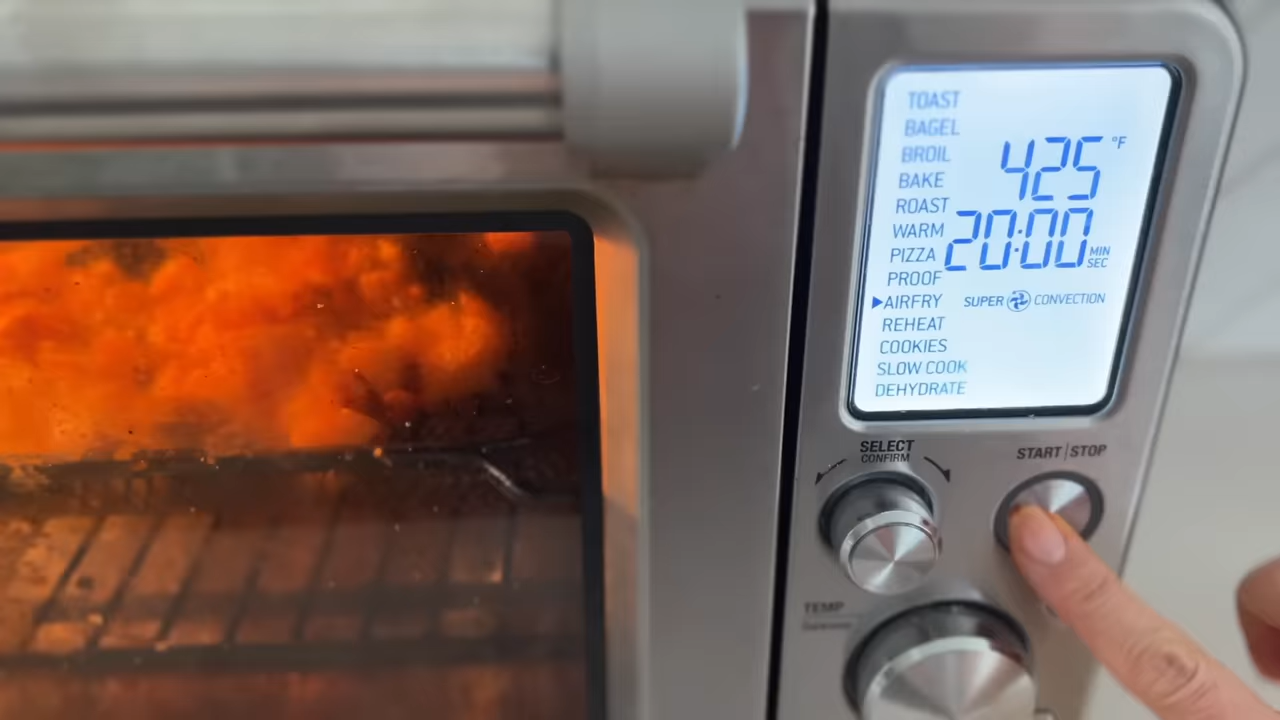 TOAST
BAGEL
BROIL
BAKE
ROAST
WARM
PIZZA
PROOF
AIRFRY
REHEAT
COOKIES
SLOW COOK
DEHYDRATE
425 °F
20:00 MIN SEC
SUPER CONVECTION
SELECT
CONFIRM
START|STOP
TEMP